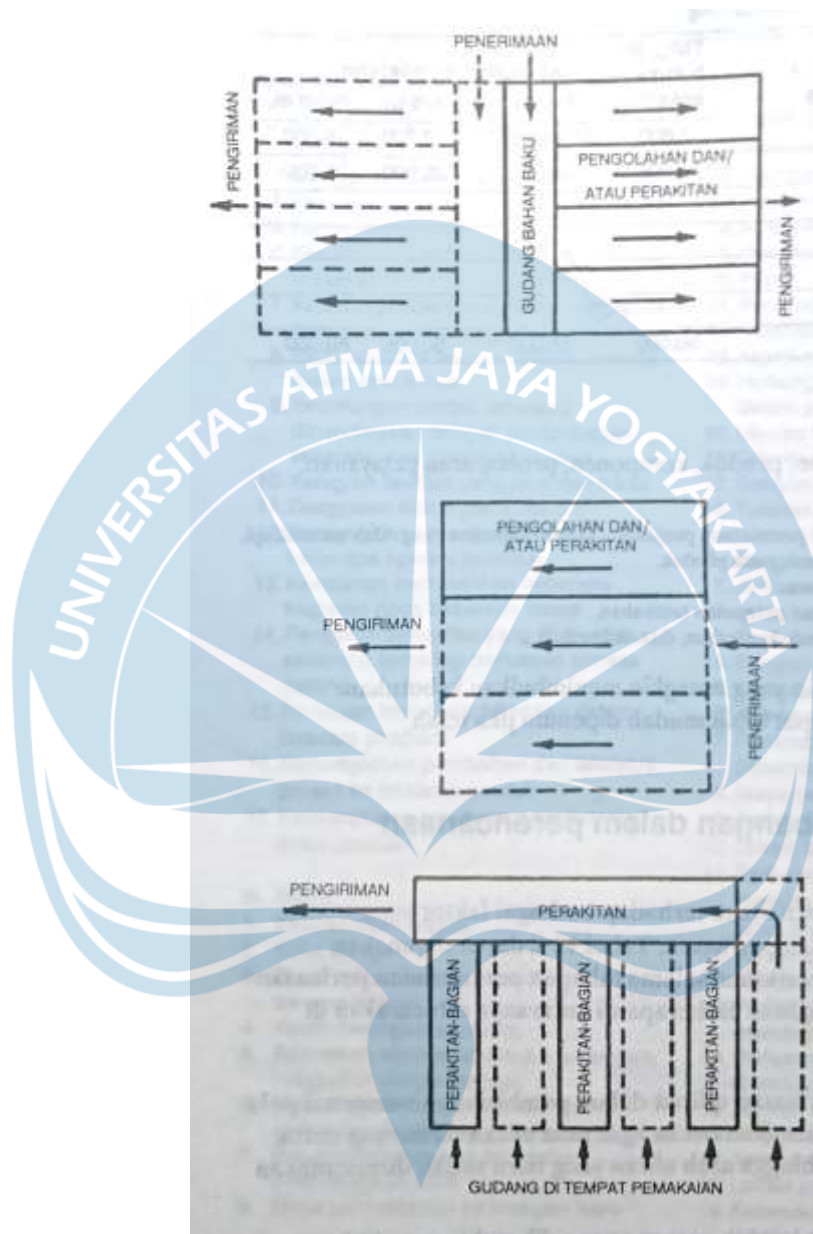 PENERIMAAN
PENGIRIMAN
GUDANG BAHAN BAKU
PENGOLAHAN DAN/
ATAU PERAKITAN
PENGIRIMAN
UNIVERSITAS ATMA JAYA YOGYAKARTA
PENGOLAHAN DAN/
ATAU PERAKITAN
PENGIRIMAN
PENERIMAAN
PENGIRIMAN
PERAKITAN
PERAKITAN-BAGIAN
PERAKITAN-BAGIAN
PERAKITAN-BAGIAN
GUDANG DI TEMPAT PEMAKAIAN